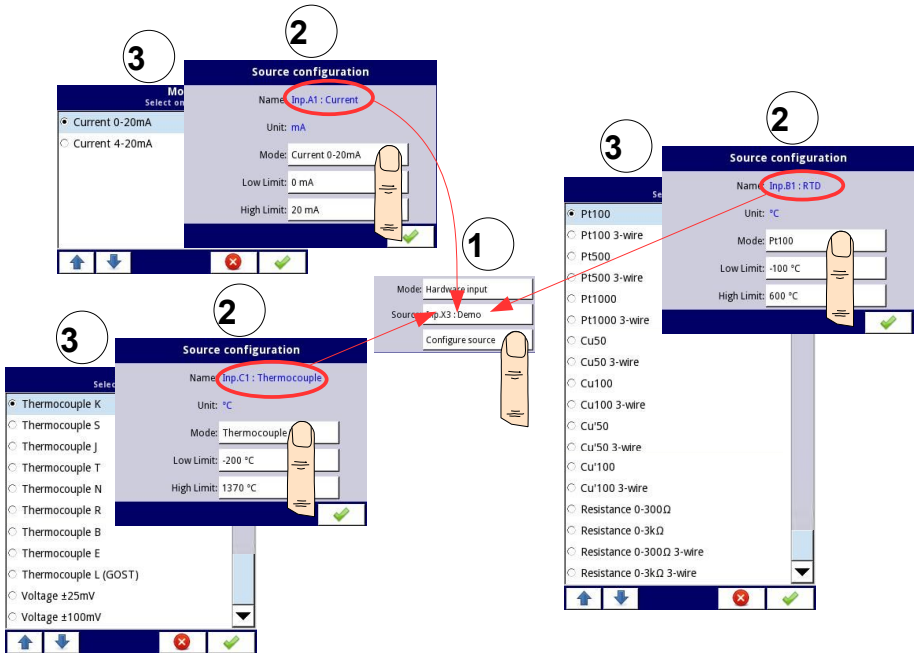 3
Mo
Select on
Current 0-20mA
Current 4-20mA
2
Source configuration
Name: Inp.A1 : Current
Unit: mA
Mode: Current 0-20mA
Low Limit: 0 mA
High Limit: 20 mA
1
Mode: Hardware input
Source: Inp.X3 : Demo
Configure source
3
Selec
Thermocouple K
Thermocouple S
Thermocouple J
Thermocouple T
Thermocouple N
Thermocouple R
Thermocouple B
Thermocouple E
Thermocouple L (GOST)
Voltage ±25mV
Voltage ±100mV
2
Source configuration
Name: Inp.C1 : Thermocouple
Unit: °C
Mode: Thermocouple
Low Limit: -200 °C
High Limit: 1370 °C
3
Se
Pt100
Pt100 3-wire
Pt500
Pt500 3-wire
Pt1000
Pt1000 3-wire
Cu50
Cu50 3-wire
Cu100
Cu100 3-wire
Cu'50
Cu'50 3-wire
Cu'100
Cu'100 3-wire
Resistance 0-300Ω
Resistance 0-3kΩ
Resistance 0-300Ω 3-wire
Resistance 0-3kΩ 3-wire
2
Source configuration
Name: Inp.B1 : RTD
Unit: °C
Mode: Pt100
Low Limit: -100 °C
High Limit: 600 °C